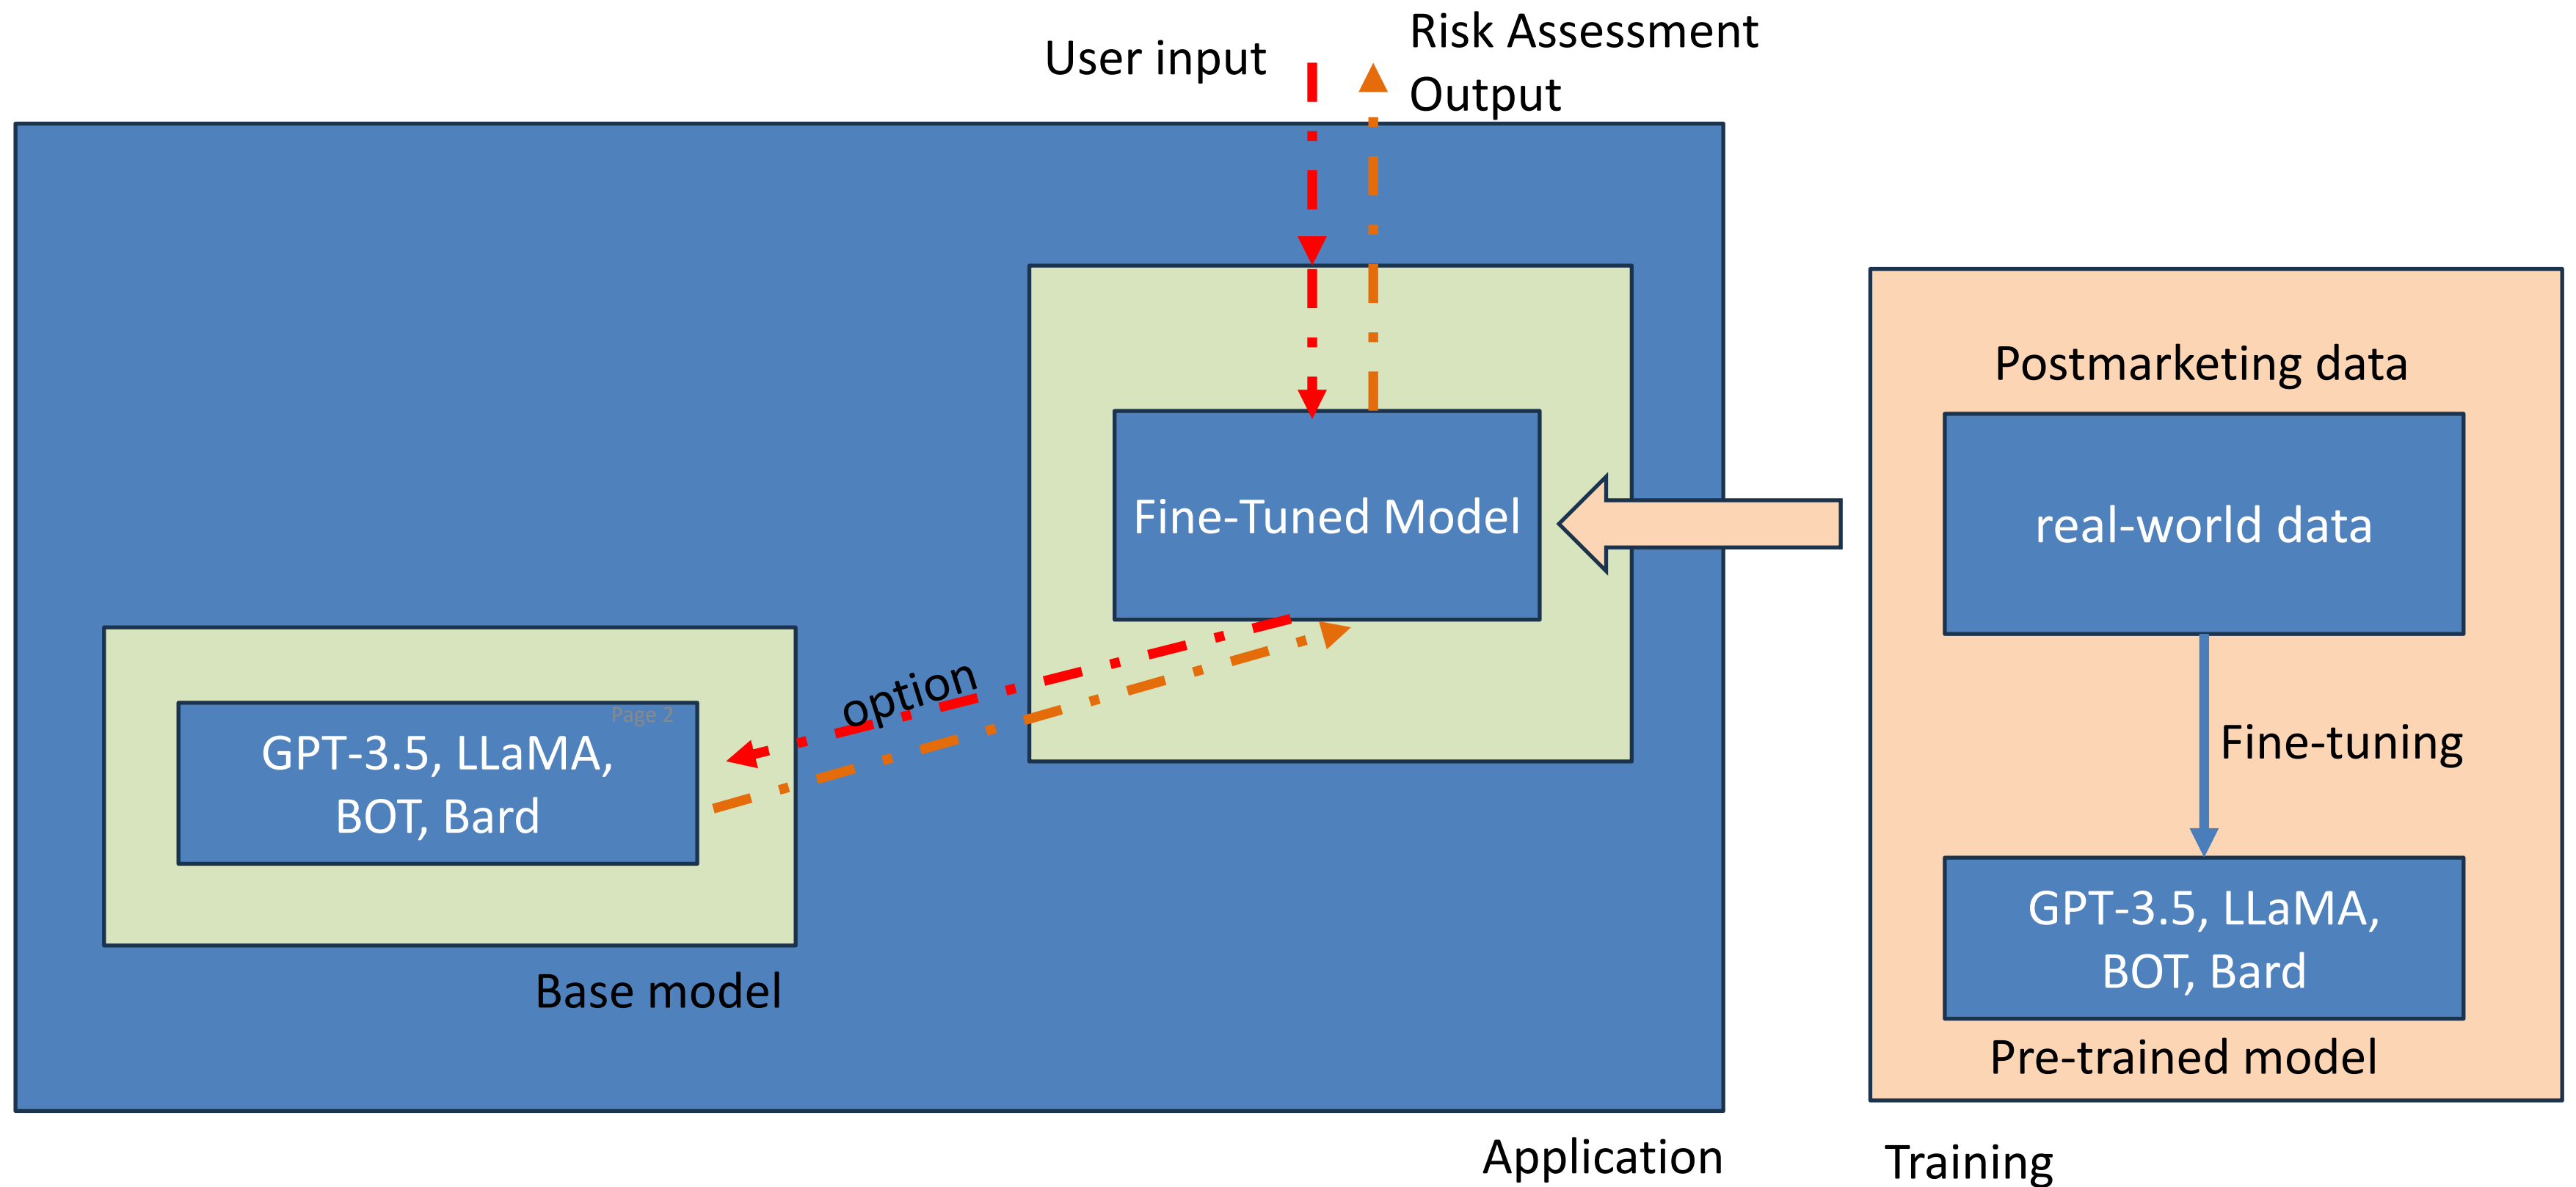 User input
Risk Assessment
Output
Postmarketing data
Fine-Tuned Model
real-world data
option
Page 2
GPT-3.5, LLaMA,
BOT, Bard
Fine-tuning
GPT-3.5, LLaMA,
BOT, Bard
Base model
Pre-trained model
Application
Training